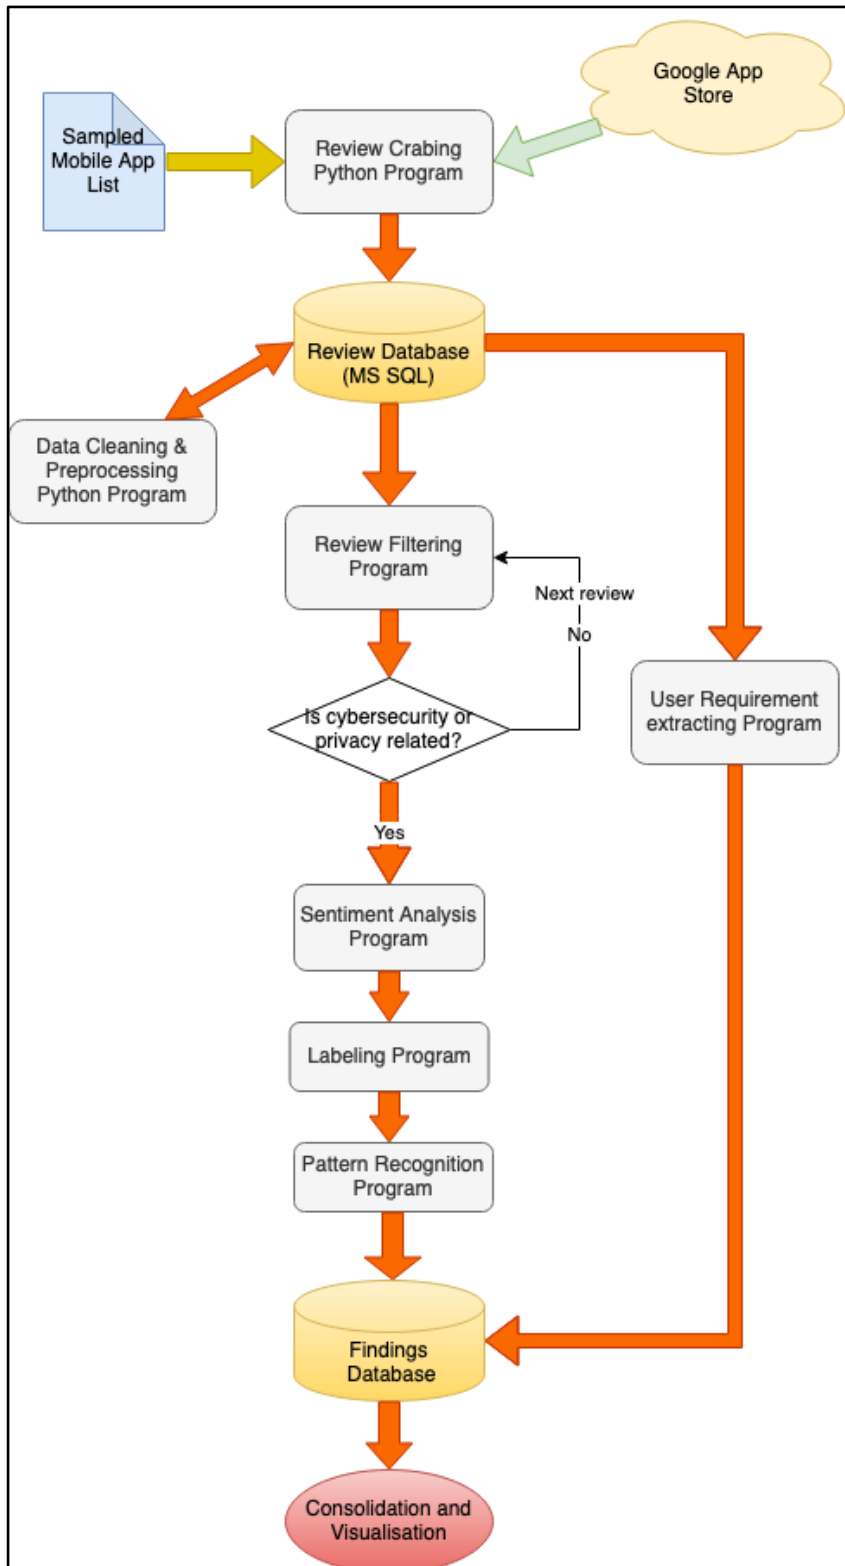 Google App
Store
Sampled
Mobile App
List
Review Crabing
Python Program
Review Database
(MS SQL)
Data Cleaning &
Preprocessing
Python Program
Review Filtering
Program
Next review
No
Is cybersecurity or
privacy related?
User Requirement
extracting Program
Yes
Sentiment Analysis
Program
Labeling Program
Pattern Recognition
Program
Findings
Database
Consolidation and
Visualisation